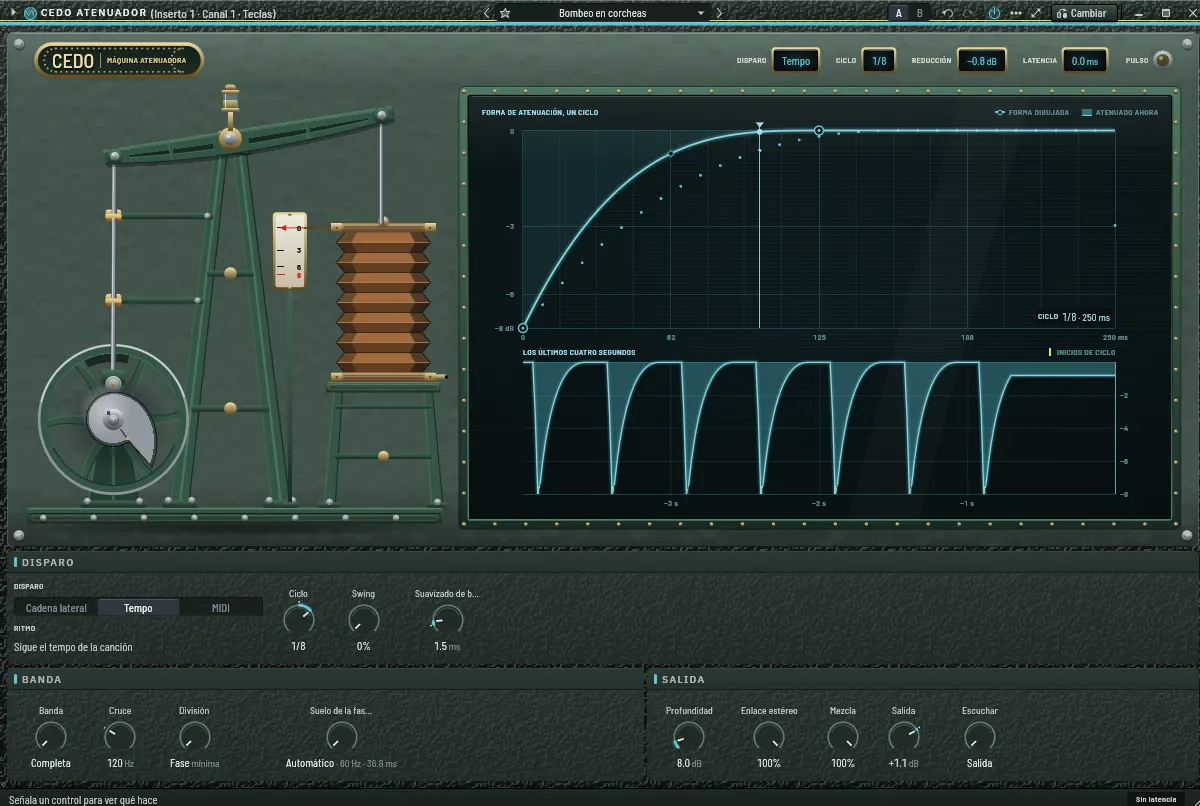 CEDO ATENUADOR (Inserto 1 · Canal 1 · Teclas)
Bombeo en corcheas
A B
Cambiar
CEDO MÁQUINA ATENUADORA
DISPARO Tempo CICLO 1/8 REDUCCIÓN -0.8 dB LATENCIA 0.0 ms PULSO
FORMA DE ATENUACIÓN, UN CICLO
FORMA DIBUJADA ATENUADO AHORA
0
-3
-6
-8 dB
0 62 125 188 250 ms
CICLO 1/8 · 250 ms
0
3
6
8
LOS ÚLTIMOS CUATRO SEGUNDOS
INICIOS DE CICLO
-2
-4
-6
-8
-3 s -2 s -1 s
DISPARO
DISPARO
Cadena lateral Tempo MIDI
RITMO
Sigue el tempo de la canción
Ciclo Swing Suavizado de b...
1/8 0% 1.5 ms
BANDA
Banda Cruce División Suelo de la fas...
Completa 120 Hz Fase mínima Automático · 60 Hz · 36.8 ms
SALIDA
Profundidad Enlace estéreo Mezcla Salida Escuchar
8.0 dB 100% 100% +1.1 dB Salida
Señala un control para ver qué hace
Sin latencia